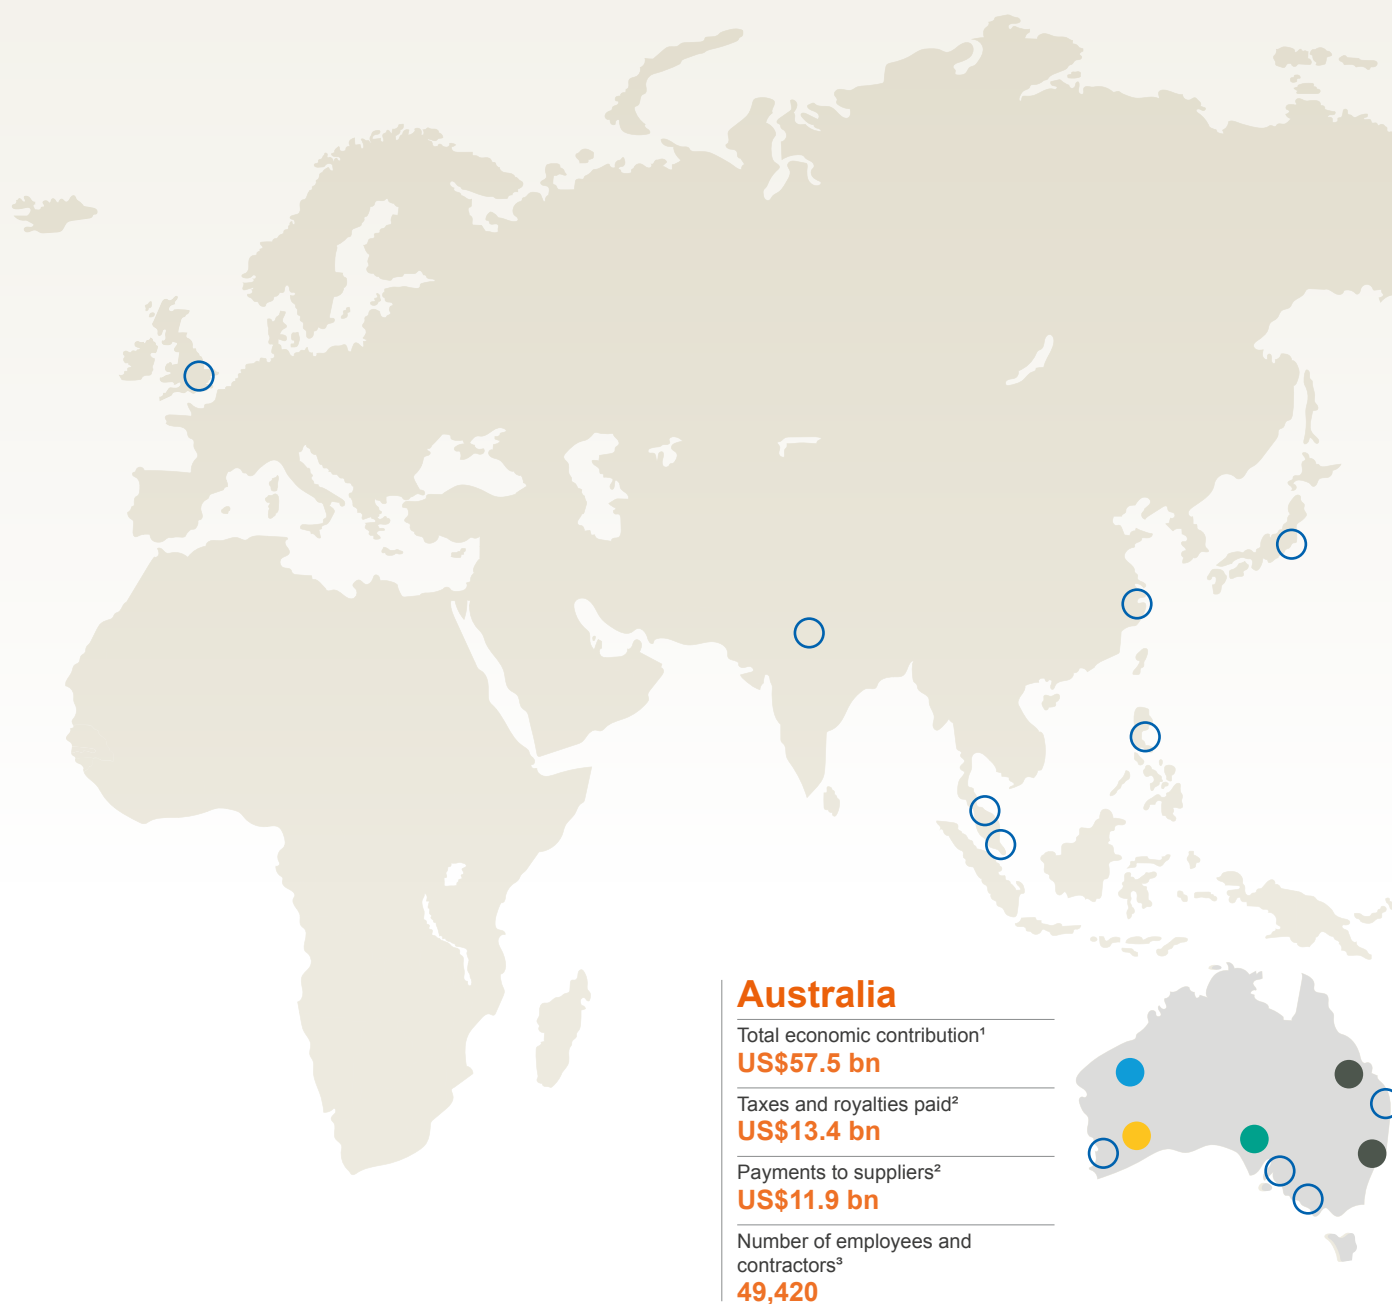 Australia
Total economic contribution¹
US$57.5 bn
Taxes and royalties paid²
US$13.4 bn
Payments to suppliers²
US$11.9 bn
Number of employees and
contractors³
49,420